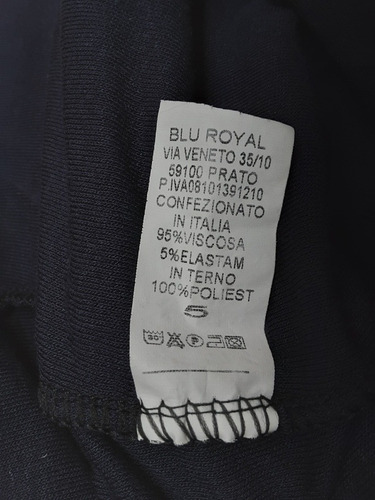 BLU ROYAL
VIA VENETO 35/10
59100 PRATO
P.IVA08101391210
CONFEZIONATO
IN ITALIA
95%VISCOSA
5%ELASTAM
IN TERNO
100%POLIEST
S
30 P